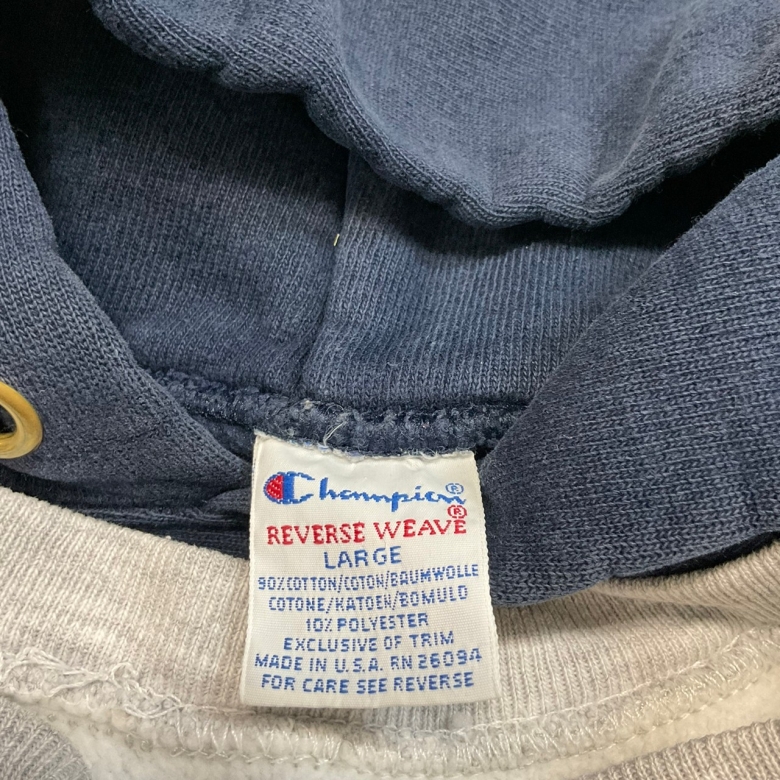 Champion®
REVERSE WEAVE®
LARGE
90%COTTON/COTON/BAUMWOLLE
COTONE/KATOEN/BOMULD
10% POLYESTER
EXCLUSIVE OF TRIM
MADE IN U.S.A. RN 26094
FOR CARE SEE REVERSE